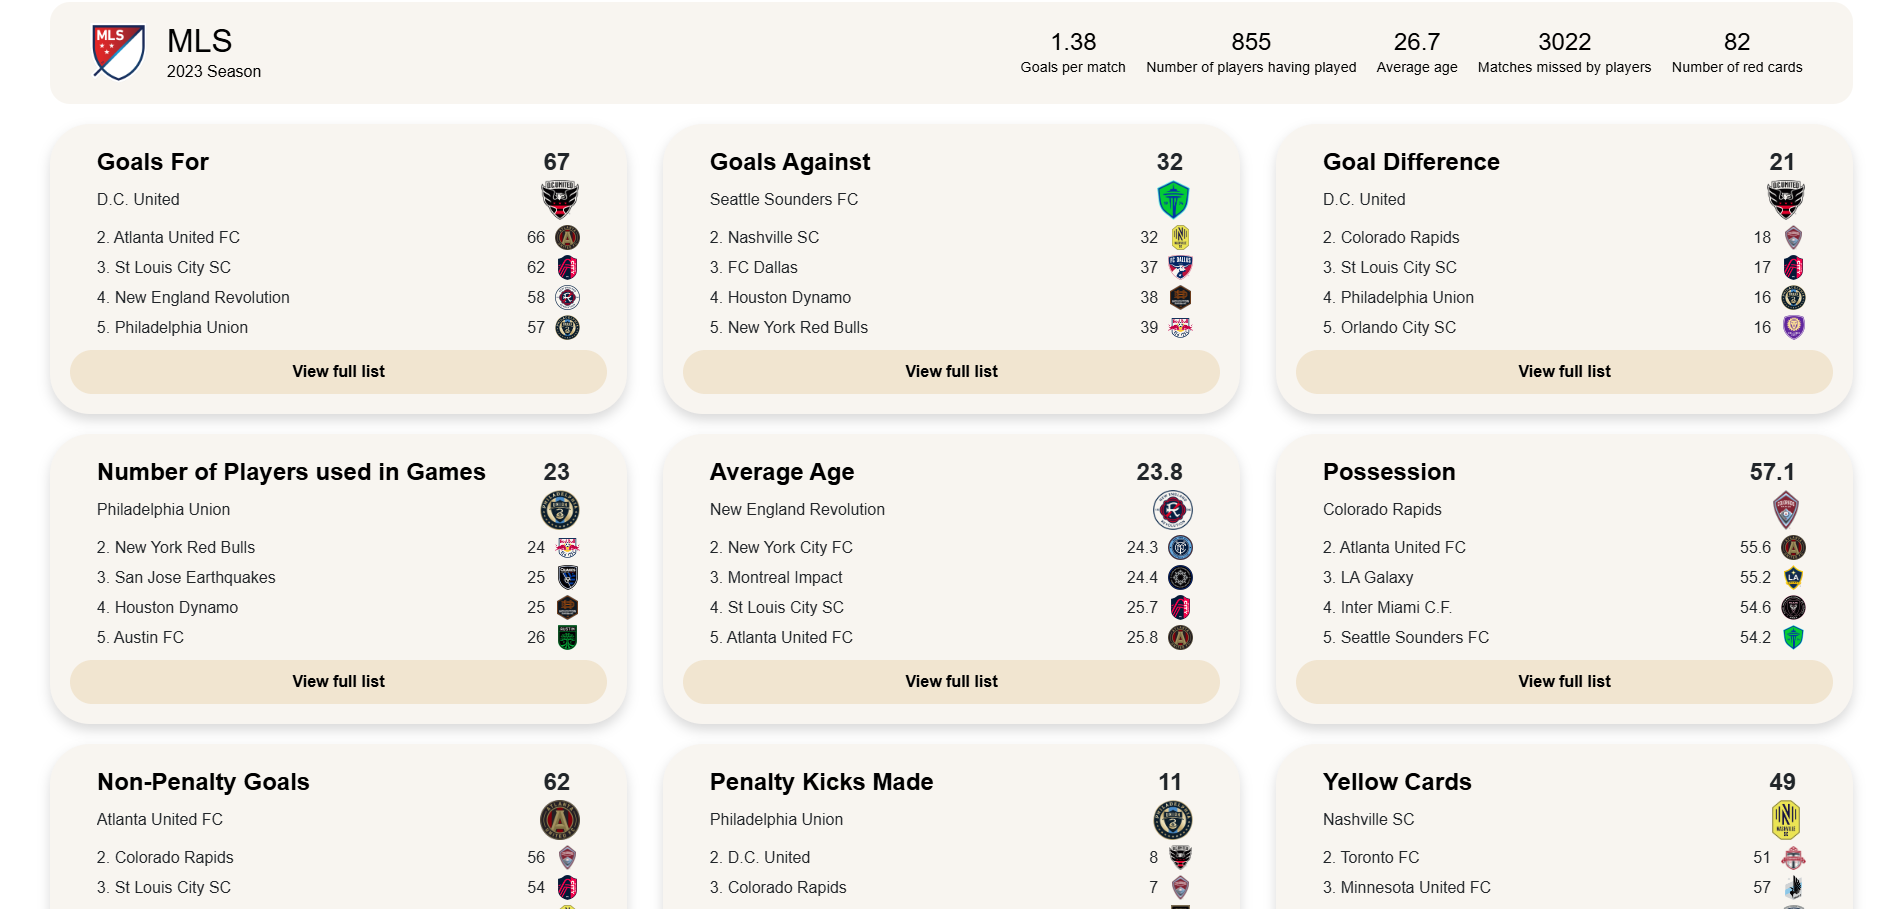 MLS
MLS
2023 Season
1.38
Goals per match
855
Number of players having played
26.7
Average age
3022
Matches missed by players
82
Number of red cards
Goals For 67
D.C. United
2. Atlanta United FC 66
3. St Louis City SC 62
4. New England Revolution 58
5. Philadelphia Union 57
View full list
Goals Against 32
Seattle Sounders FC
2. Nashville SC 32
3. FC Dallas 37
4. Houston Dynamo 38
5. New York Red Bulls 39
View full list
Goal Difference 21
D.C. United
2. Colorado Rapids 18
3. St Louis City SC 17
4. Philadelphia Union 16
5. Orlando City SC 16
View full list
Number of Players used in Games 23
Philadelphia Union
2. New York Red Bulls 24
3. San Jose Earthquakes 25
4. Houston Dynamo 25
5. Austin FC 26
View full list
Average Age 23.8
New England Revolution
2. New York City FC 24.3
3. Montreal Impact 24.4
4. St Louis City SC 25.7
5. Atlanta United FC 25.8
View full list
Possession 57.1
Colorado Rapids
2. Atlanta United FC 55.6
3. LA Galaxy 55.2
4. Inter Miami C.F. 54.6
5. Seattle Sounders FC 54.2
View full list
Non-Penalty Goals 62
Atlanta United FC
2. Colorado Rapids 56
3. St Louis City SC 54
Penalty Kicks Made 11
Philadelphia Union
2. D.C. United 8
3. Colorado Rapids 7
Yellow Cards 49
Nashville SC
2. Toronto FC 51
3. Minnesota United FC 57